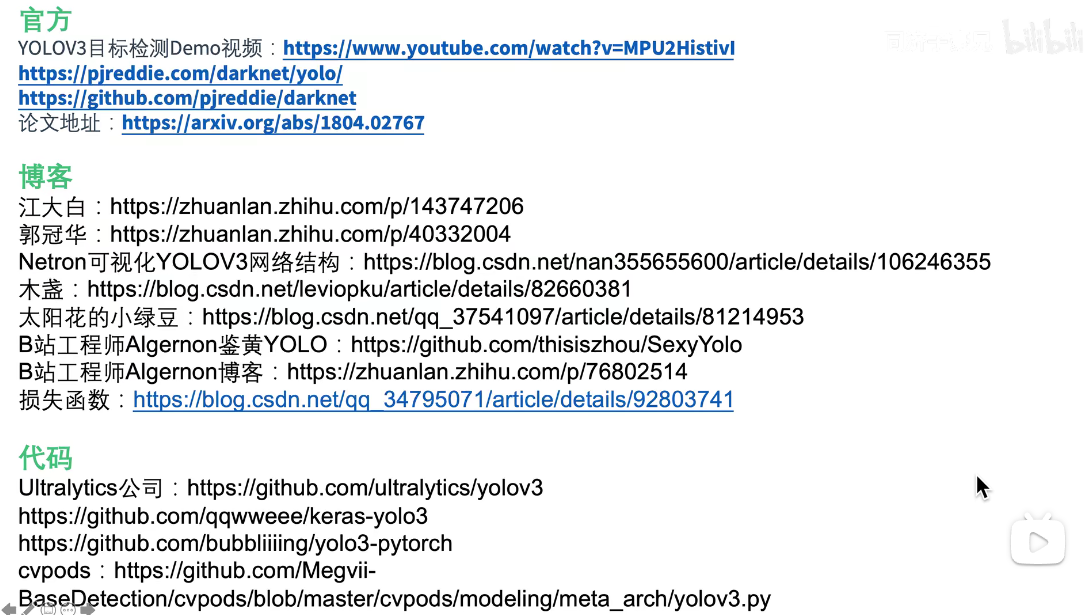 官方
YOLOV3目标检测Demo视频：https://www.youtube.com/watch?v=MPU2HistivI
https://pjreddie.com/darknet/yolo/
https://github.com/pjreddie/darknet
论文地址：https://arxiv.org/abs/1804.02767
博客
江大白：https://zhuanlan.zhihu.com/p/143747206
郭冠华：https://zhuanlan.zhihu.com/p/40332004
Netron可视化YOLOV3网络结构：https://blog.csdn.net/nan355655600/article/details/106246355
木盏：https://blog.csdn.net/leviopku/article/details/82660381
太阳花的小绿豆：https://blog.csdn.net/qq_37541097/article/details/81214953
B站工程师Algernon鉴黄YOLO：https://github.com/thisiszhou/SexyYolo
B站工程师Algernon博客：https://zhuanlan.zhihu.com/p/76802514
损失函数：https://blog.csdn.net/qq_34795071/article/details/92803741
代码
Ultralytics公司：https://github.com/ultralytics/yolov3
https://github.com/qqwweee/keras-yolo3
https://github.com/bubbliiiing/yolo3-pytorch
cvpods：https://github.com/Megvii-
BaseDetection/cvpods/blob/master/cvpods/modeling/meta_arch/yolov3.py
bilibili